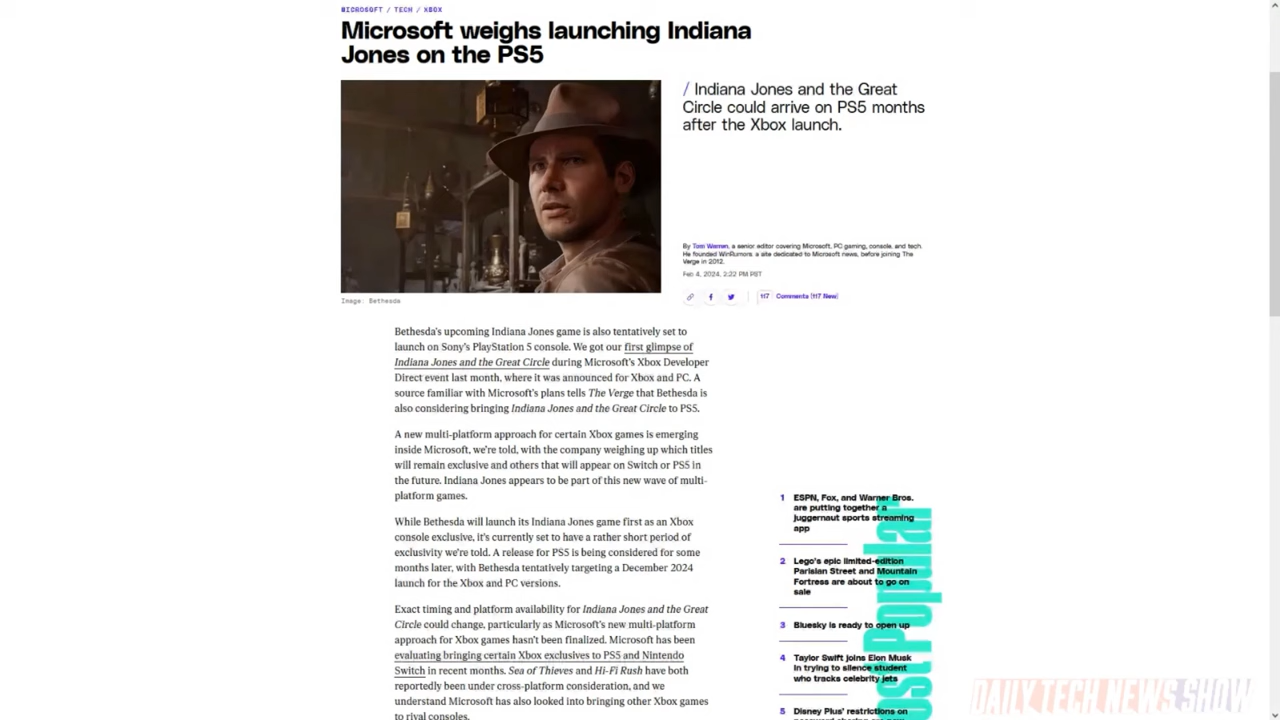 MICROSOFT / TECH / XBOX
Microsoft weighs launching Indiana
Jones on the PS5
/ Indiana Jones and the Great
Circle could arrive on PS5 months
after the Xbox launch.
By Tom Warren, a senior editor covering Microsoft, PC gaming, console, and tech.
He founded WinRumors, a site dedicated to Microsoft news, before joining The
Verge in 2012.
Feb 4, 2024, 2:22 PM PST
117 Comments (117 New)
Image: Bethesda
Bethesda's upcoming Indiana Jones game is also tentatively set to
launch on Sony's PlayStation 5 console. We got our first glimpse of
Indiana Jones and the Great Circle during Microsoft's Xbox Developer
Direct event last month, where it was announced for Xbox and PC. A
source familiar with Microsoft's plans tells The Verge that Bethesda is
also considering bringing Indiana Jones and the Great Circle to PS5.
A new multi-platform approach for certain Xbox games is emerging
inside Microsoft, we're told, with the company weighing up which titles
will remain exclusive and others that will appear on Switch or PS5 in
the future. Indiana Jones appears to be part of this new wave of multi-
platform games.
While Bethesda will launch its Indiana Jones game first as an Xbox
console exclusive, it's currently set to have a rather short period of
exclusivity we're told. A release for PS5 is being considered for some
months later, with Bethesda tentatively targeting a December 2024
launch for the Xbox and PC versions.
Exact timing and platform availability for Indiana Jones and the Great
Circle could change, particularly as Microsoft's new multi-platform
approach for Xbox games hasn't been finalized. Microsoft has been
evaluating bringing certain Xbox exclusives to PS5 and Nintendo
Switch in recent months. Sea of Thieves and Hi-Fi Rush have both
reportedly been under cross-platform consideration, and we
understand Microsoft has also looked into bringing other Xbox games
to rival consoles.
1 ESPN, Fox, and Warner Bros.
are putting together a
juggernaut sports streaming
app
2 Lego's epic limited-edition
Parisian Street and Mountain
Fortress are about to go on
sale
3 Bluesky is ready to open up
4 Taylor Swift joins Elon Musk
in trying to silence student
who tracks celebrity jets
5 Disney Plus' restrictions on
ost Popular
DAILY TECH NEWS SHOW